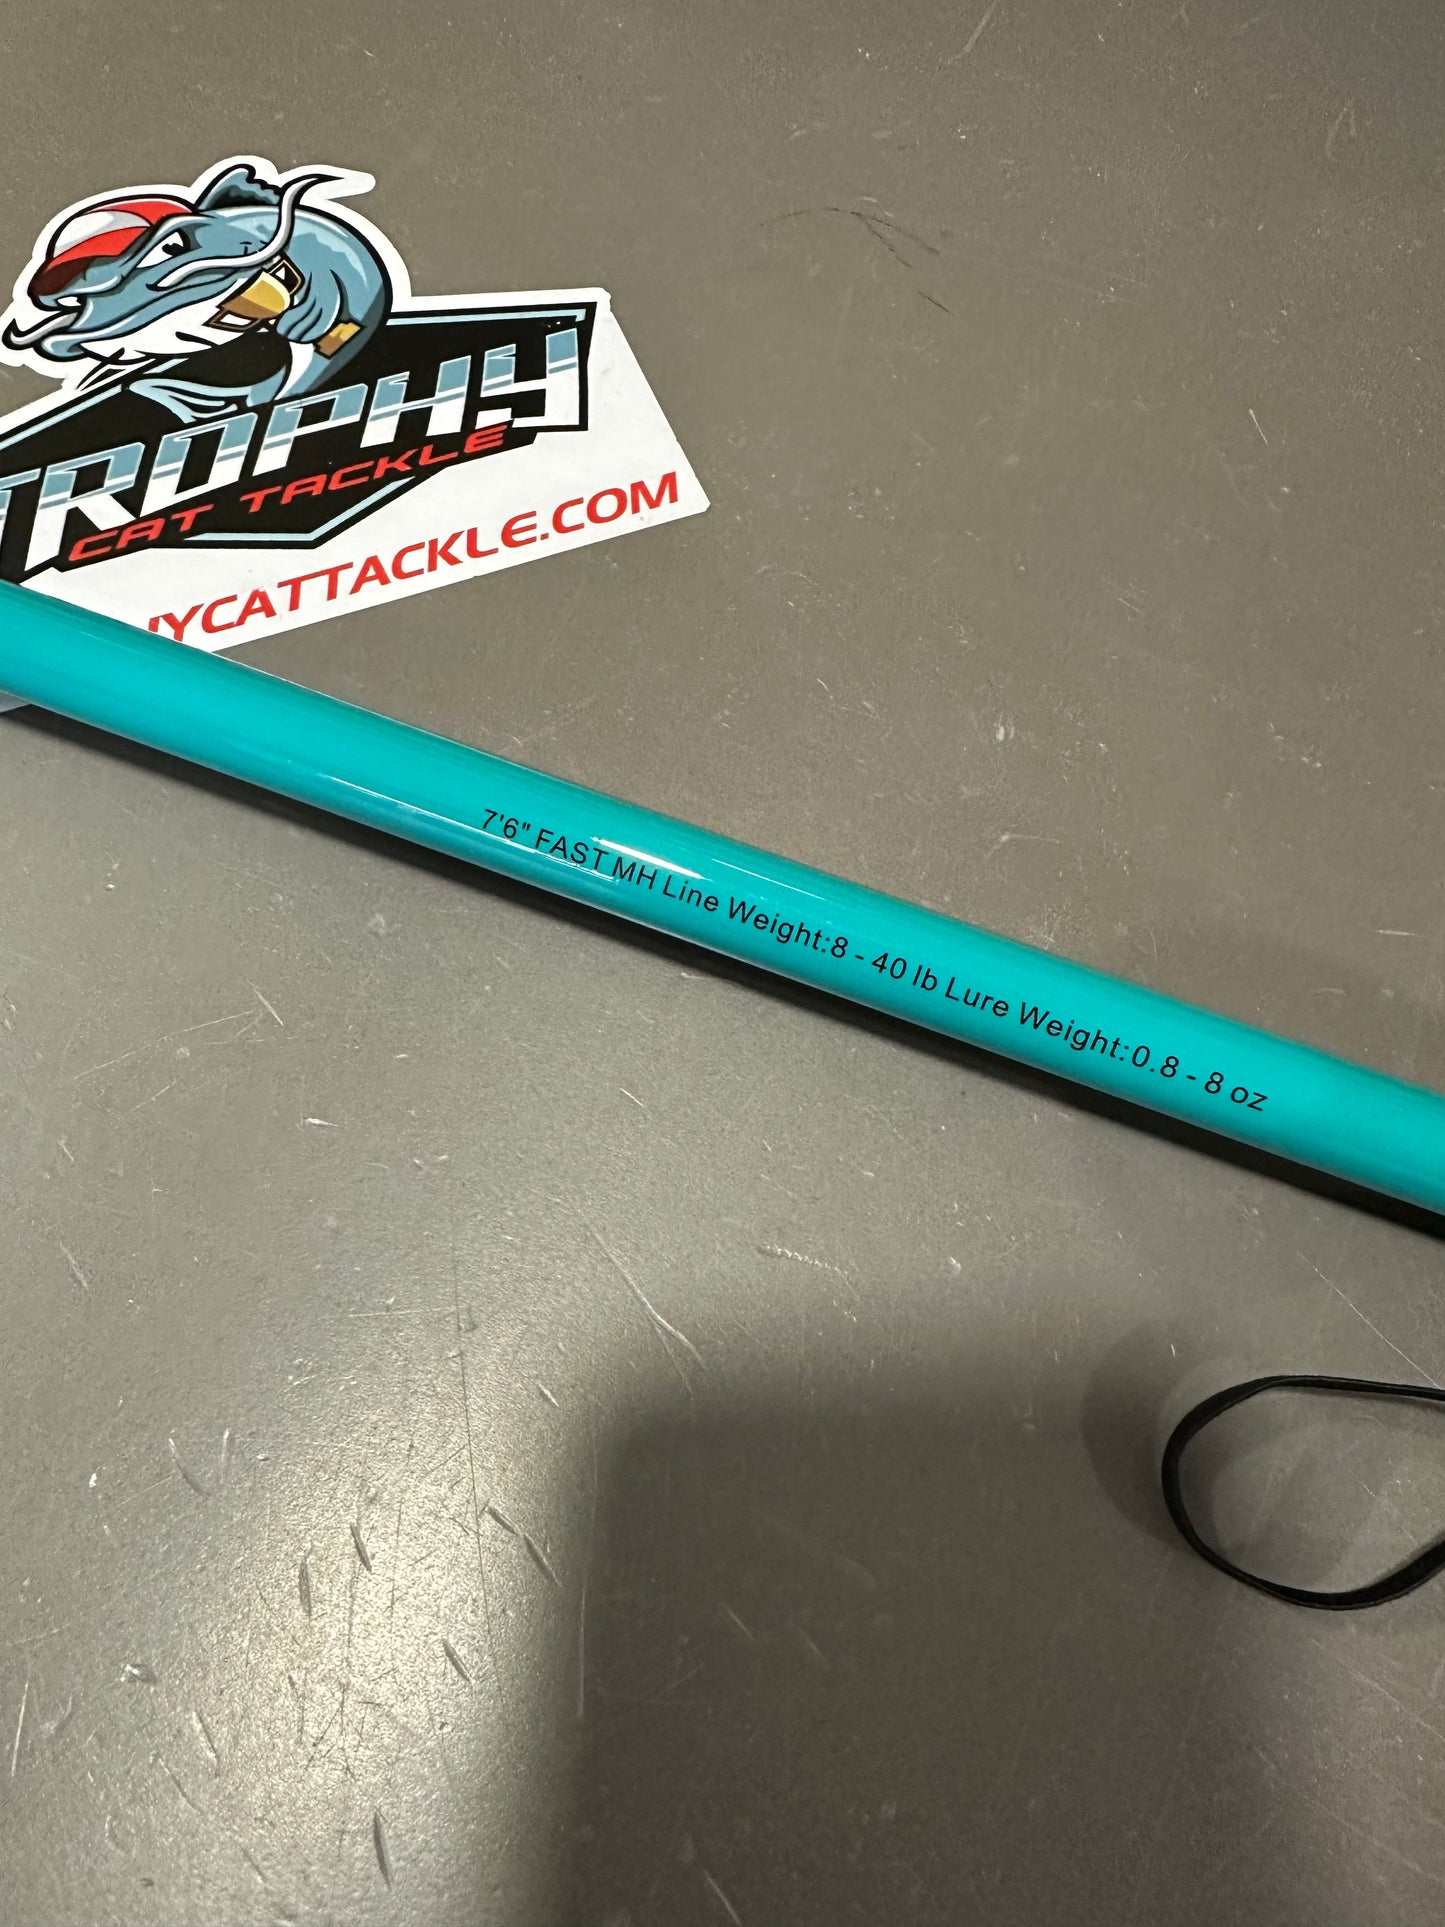 TROPHY
CAT TACKLE
HYCATTACKLE.COM
7'6" FAST MH Line Weight:8 - 40 lb Lure Weight:0.8 - 8 oz